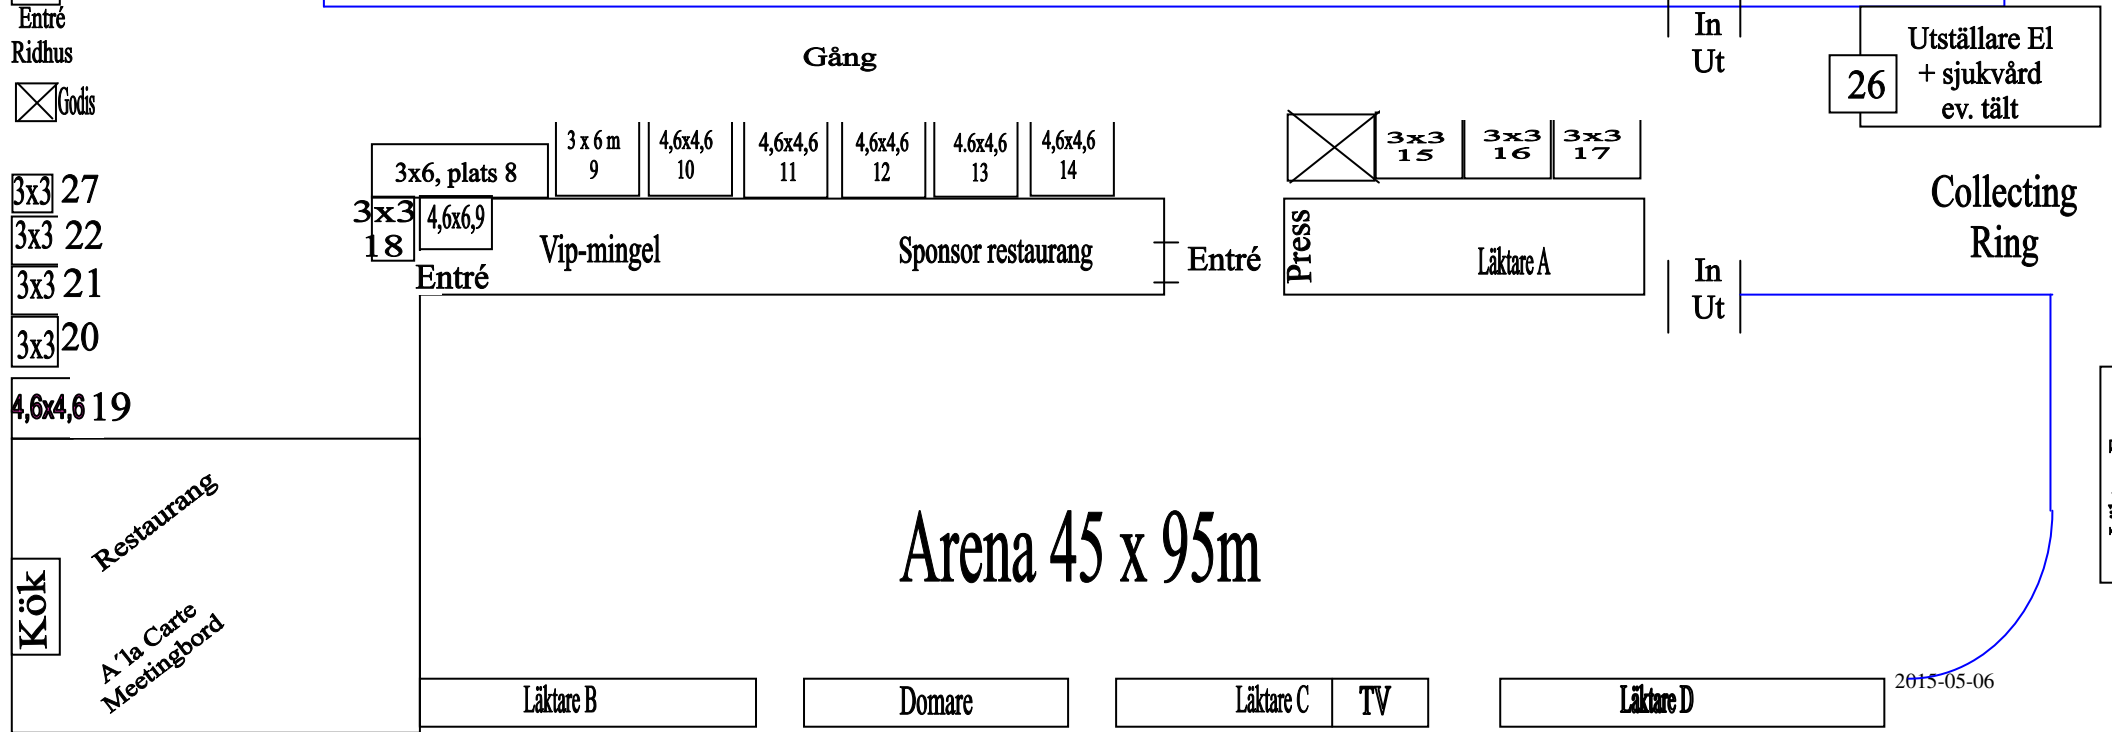 Entré
Ridhus
Godis
Gång
In
Ut
Utställare El
+ sjukvård
ev. tält
26
3x6, plats 8
3 x 6 m
9
4,6x4,6
10
4,6x4,6
11
4,6x4,6
12
4.6x4,6
13
4,6x4,6
14
3x3
15
3x3
16
3x3
17
3x3 27
3x3 22
3x3 21
3x3 20
4,6x4,6 19
3x3
18
4,6x6,9
Entré
Vip-mingel
Sponsor restaurang
Entré
Press
Läktare A
In
Ut
Collecting
Ring
Restaurang
Kök
A´la Carte
Meetingbord
Arena 45 x 95m
Läktare B
Domare
Läktare C
TV
Läktare D
2015-05-06